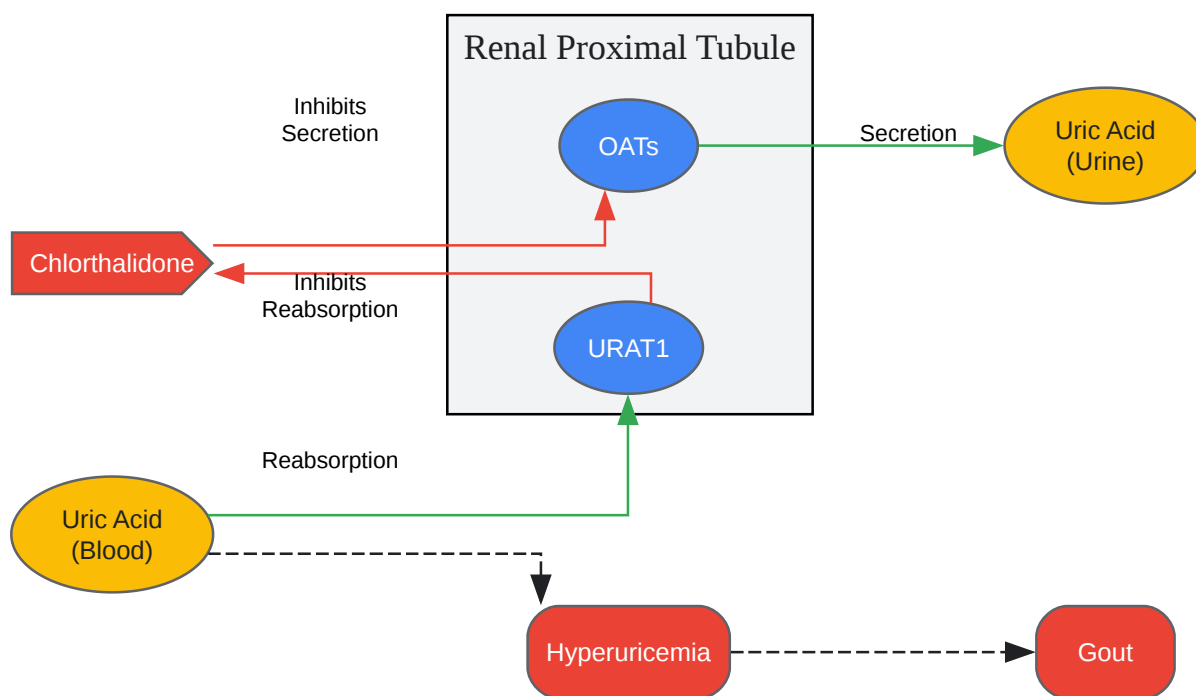 Renal Proximal Tubule
Inhibits
Secretion
OATs
Secretion
Uric Acid
(Urine)
Chlorthalidone
Inhibits
Reabsorption
URAT1
Reabsorption
Uric Acid
(Blood)
Hyperuricemia
Gout